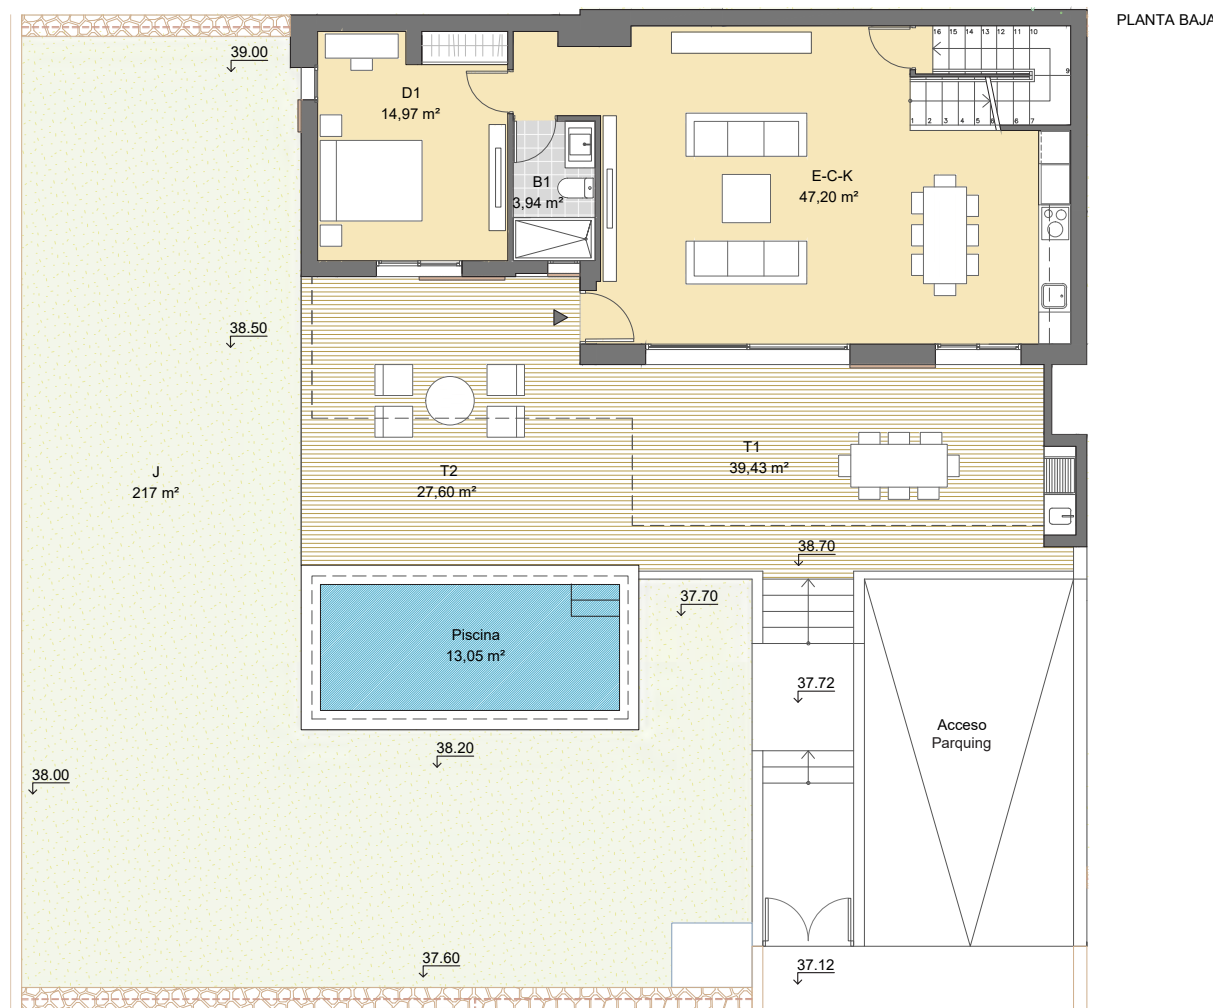 PLANTA BAJA
39.00
16 15 14 13 12 11 10
9
D1
14,97 m²
1 2 3 4 5 6 6 7
E-C-K
47,20 m²
B1
3,94 m²
38.50
T1
39,43 m²
J
217 m²
T2
27,60 m²
38.70
37.70
Piscina
13,05 m²
37.72
Acceso
Parquing
38.20
38.00
37.60
37.12